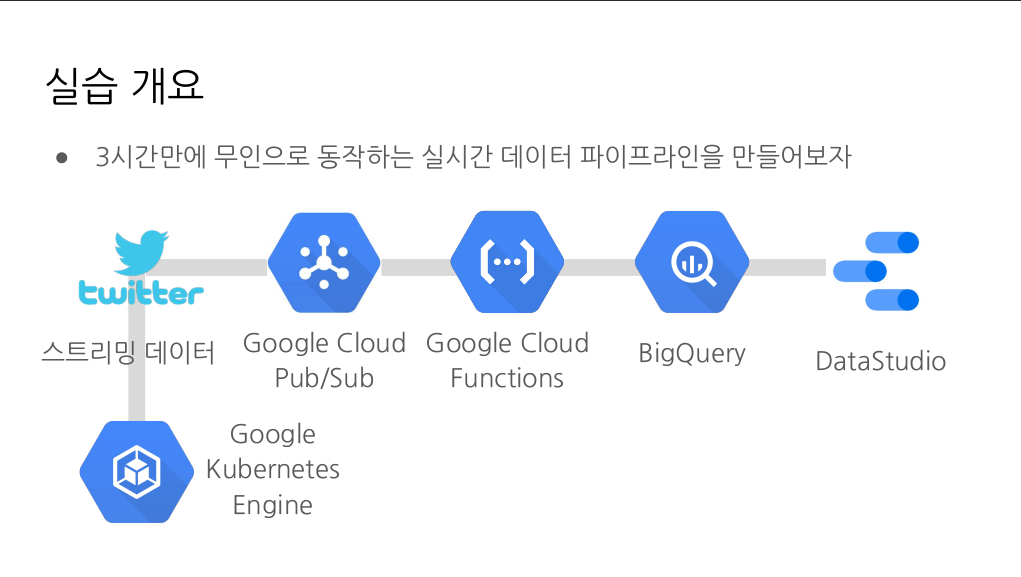 실습 개요
● 3시간만에 무인으로 동작하는 실시간 데이터 파이프라인을 만들어보자
twitter
스트리밍 데이터
Google Cloud
Pub/Sub
Google Cloud
Functions
BigQuery
DataStudio
Google
Kubernetes
Engine